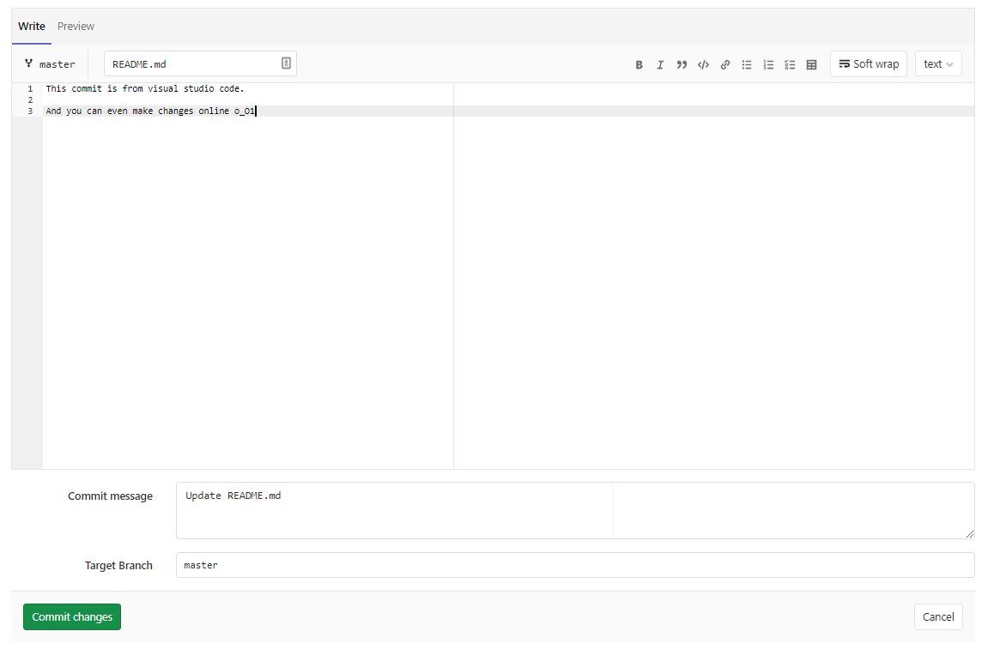 Write Preview
master README.md B I Soft wrap text
1 This commit is from visual studio code.
2
3 And you can even make changes online o_O1
Commit message Update README.md
Target Branch master
Commit changes Cancel